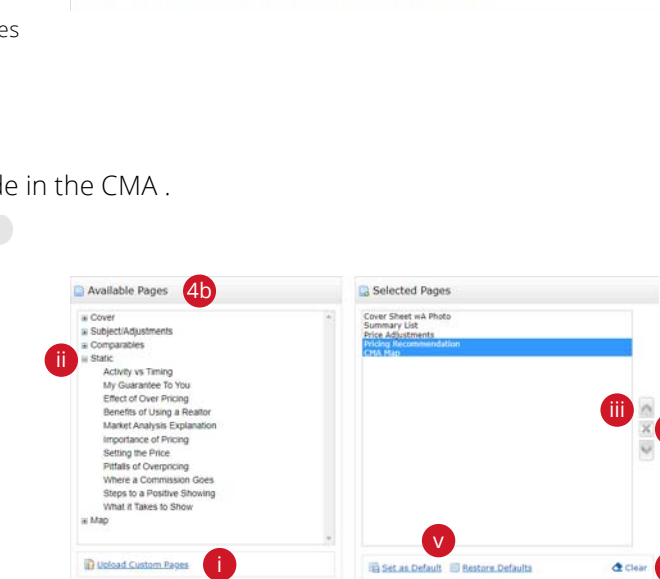 es
de in the CMA .
Available Pages
4b
Cover
Subject/Adjustments
Comparables
ii
Static
Activity vs Timing
My Guarantee To You
Effect of Over Pricing
Benefits of Using a Realtor
Market Analysis Explanation
Importance of Pricing
Setting the Price
Pitfalls of Overpricing
Where a Commission Goes
Steps to a Positive Showing
What it Takes to Show
Map
Upload Custom Pages
i
Selected Pages
Cover Sheet wA Photo
Summary List
Price Adjustments
Pricing Recommendation
CMA Map
iii
v
Set as Default
Restore Defaults
Clear